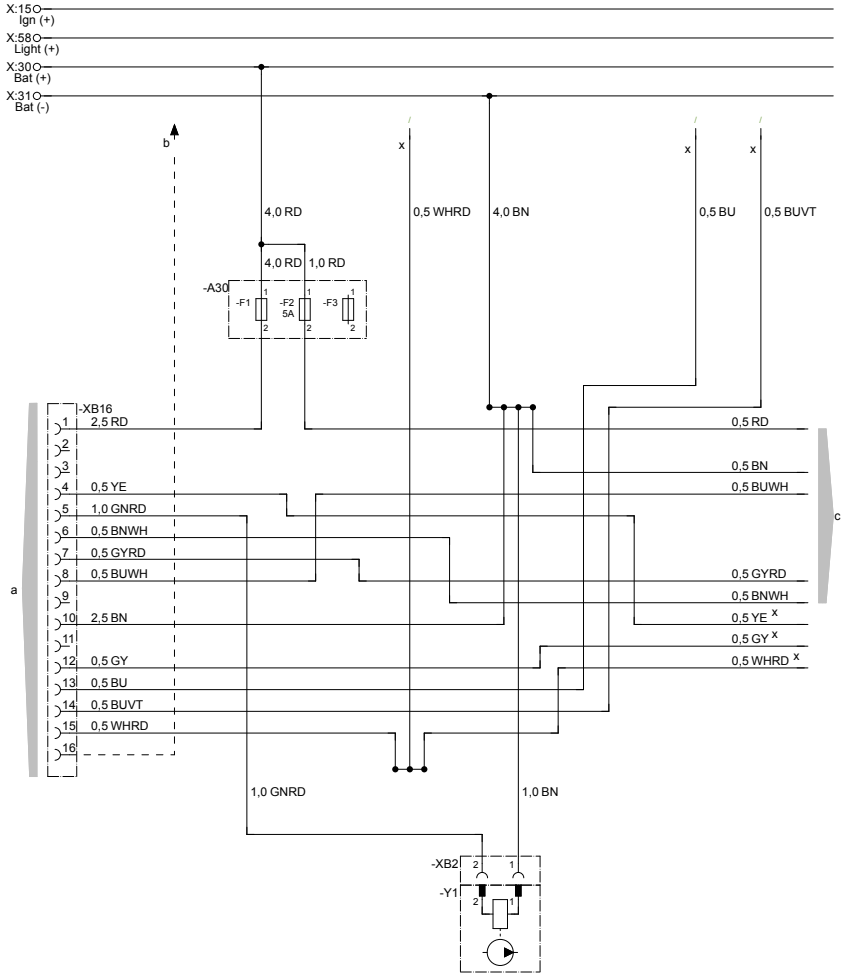 X:15
Ign (+)
X:58
Light (+)
X:30
Bat (+)
X:31
Bat (-)
b
x
x
x
4,0 RD
0,5 WHRD
4,0 BN
0,5 BU
0,5 BUVT
4,0 RD
1,0 RD
-A30
1
1
1
-F1
-F2
-F3
5A
2
2
2
-XB16
1
2,5 RD
0,5 RD
2
3
0,5 BN
4
0,5 YE
0,5 BUWH
5
1,0 GNRD
c
6
0,5 BNWH
7
0,5 GYRD
8
0,5 BUWH
0,5 GYRD
a
9
0,5 BNWH
10
2,5 BN
0,5 YE x
11
0,5 GY x
12
0,5 GY
0,5 WHRD x
13
0,5 BU
14
0,5 BUVT
15
0,5 WHRD
16
1,0 GNRD
1,0 BN
-XB2
2
1
-Y1
2
1